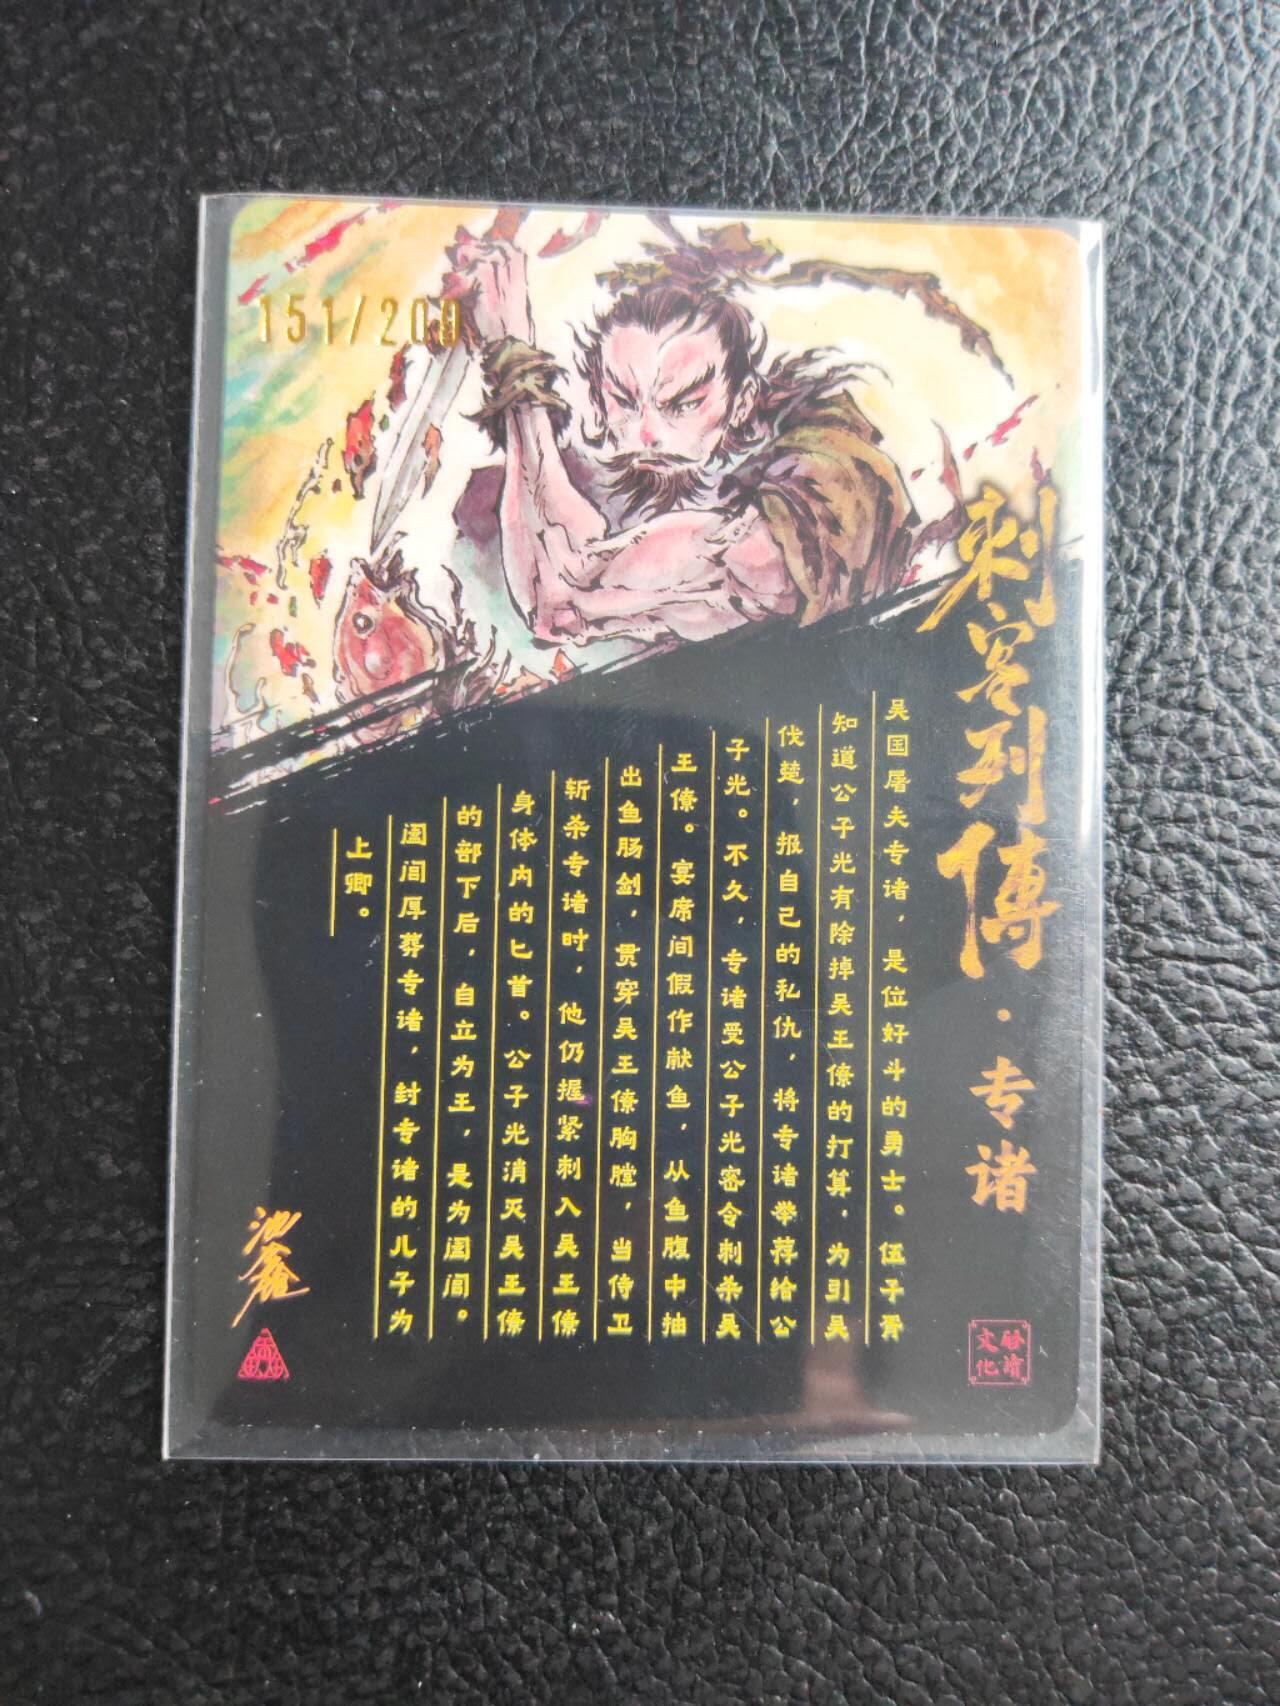 151/200
刺客列傳·专诸
吴国屠夫专诸，是位好斗的勇士。伍子胥
知道公子光有除掉吴王僚的打算，为引吴
伐楚，报自己的私仇，将专诸举荐给公
子光。不久，专诸受公子光密令刺杀吴
王僚。宴席间假作献鱼，从鱼腹中抽
出鱼肠剑，贯穿吴王僚胸膛，当侍卫
斩杀专诸时，他仍握紧刺入吴王僚
身体内的匕首。公子光消灭吴王僚
的部下后，自立为王，是为阖闾。
阖闾厚葬专诸，封专诸的儿子为
上卿。
文化